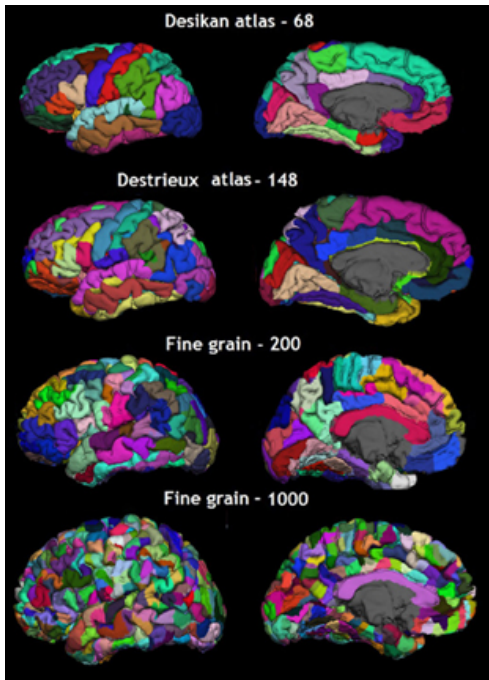 Desikan atlas - 68
Destrieux atlas - 148
Fine grain - 200
Fine grain - 1000